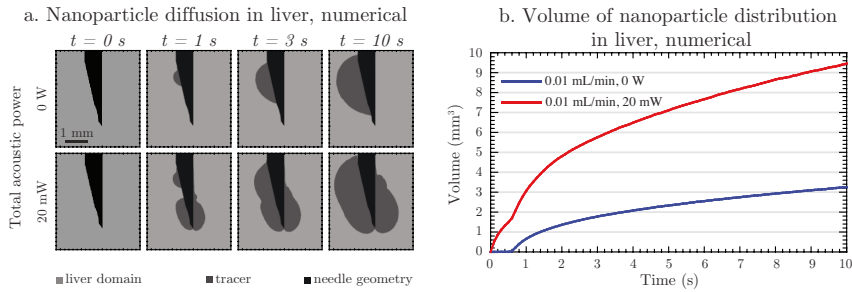 a. Nanoparticle diffusion in liver, numerical
t = 0 s t = 1 s t = 3 s t = 10 s
Total acoustic power
0 W
1 mm
20 mW
liver domain tracer needle geometry
b. Volume of nanoparticle distribution
in liver, numerical
Volume (mm³)
10
9
8
7
6
5
4
3
2
1
0
0.01 mL/min, 0 W
0.01 mL/min, 20 mW
0 1 2 3 4 5 6 7 8 9 10
Time (s)